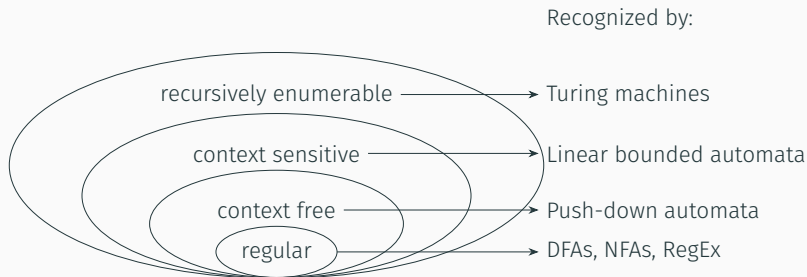 Recognized by:
recursively enumerable
Turing machines
context sensitive
Linear bounded automata
context free
Push-down automata
regular
DFAs, NFAs, RegEx